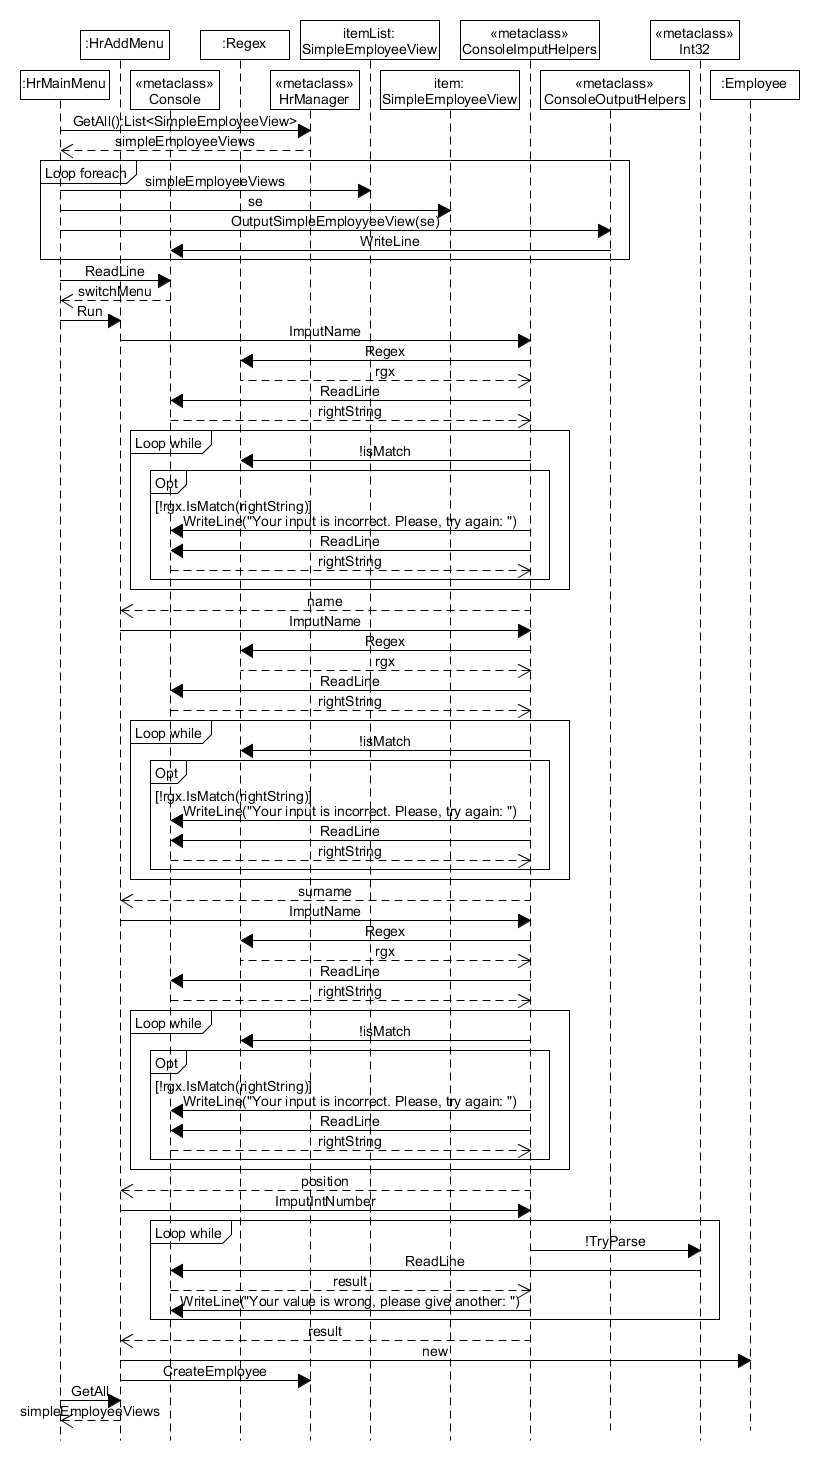 :HrAddMenu
:Regex
itemList:
SimpleEmployeeView
«metaclass»
ConsoleImputHelpers
«metaclass»
Int32
:HrMainMenu
«metaclass»
Console
«metaclass»
HrManager
item:
SimpleEmployeeView
«metaclass»
ConsoleOutputHelpers
:Employee
GetAll():List<SimpleEmployeeView>
simpleEmployeeViews
Loop foreach
simpleEmployeeViews
se
OutputSimpleEmployyeeView(se)
WriteLine
ReadLine
switchMenu
Run
ImputName
Regex
rgx
ReadLine
rightString
Loop while
!isMatch
Opt
[!rgx.IsMatch(rightString)]
WriteLine("Your input is incorrect. Please, try again: ")
ReadLine
rightString
name
ImputName
Regex
rgx
ReadLine
rightString
Loop while
!isMatch
Opt
[!rgx.IsMatch(rightString)]
WriteLine("Your input is incorrect. Please, try again: ")
ReadLine
rightString
surname
ImputName
Regex
rgx
ReadLine
rightString
Loop while
!isMatch
Opt
[!rgx.IsMatch(rightString)]
WriteLine("Your input is incorrect. Please, try again: ")
ReadLine
rightString
position
ImputIntNumber
Loop while
!TryParse
ReadLine
result
WriteLine("Your value is wrong, please give another: ")
result
new
CreateEmployee
GetAll
simpleEmployeeViews